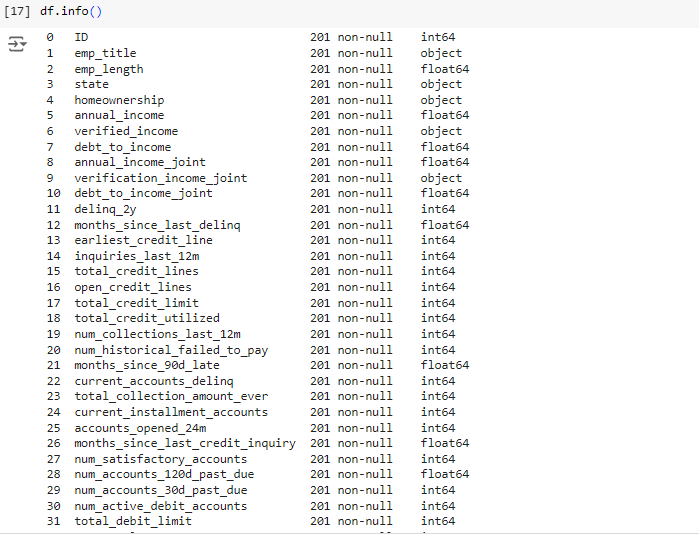 [17] df.info()
0 ID 201 non-null int64
1 emp_title 201 non-null object
2 emp_length 201 non-null float64
3 state 201 non-null object
4 homeownership 201 non-null object
5 annual_income 201 non-null float64
6 verified_income 201 non-null object
7 debt_to_income 201 non-null float64
8 annual_income_joint 201 non-null float64
9 verification_income_joint 201 non-null object
10 debt_to_income_joint 201 non-null float64
11 delinq_2y 201 non-null int64
12 months_since_last_delinq 201 non-null float64
13 earliest_credit_line 201 non-null int64
14 inquiries_last_12m 201 non-null int64
15 total_credit_lines 201 non-null int64
16 open_credit_lines 201 non-null int64
17 total_credit_limit 201 non-null int64
18 total_credit_utilized 201 non-null int64
19 num_collections_last_12m 201 non-null int64
20 num_historical_failed_to_pay 201 non-null int64
21 months_since_90d_late 201 non-null float64
22 current_accounts_delinq 201 non-null int64
23 total_collection_amount_ever 201 non-null int64
24 current_installment_accounts 201 non-null int64
25 accounts_opened_24m 201 non-null int64
26 months_since_last_credit_inquiry 201 non-null float64
27 num_satisfactory_accounts 201 non-null int64
28 num_accounts_120d_past_due 201 non-null float64
29 num_accounts_30d_past_due 201 non-null int64
30 num_active_debit_accounts 201 non-null int64
31 total_debit_limit 201 non-null int64